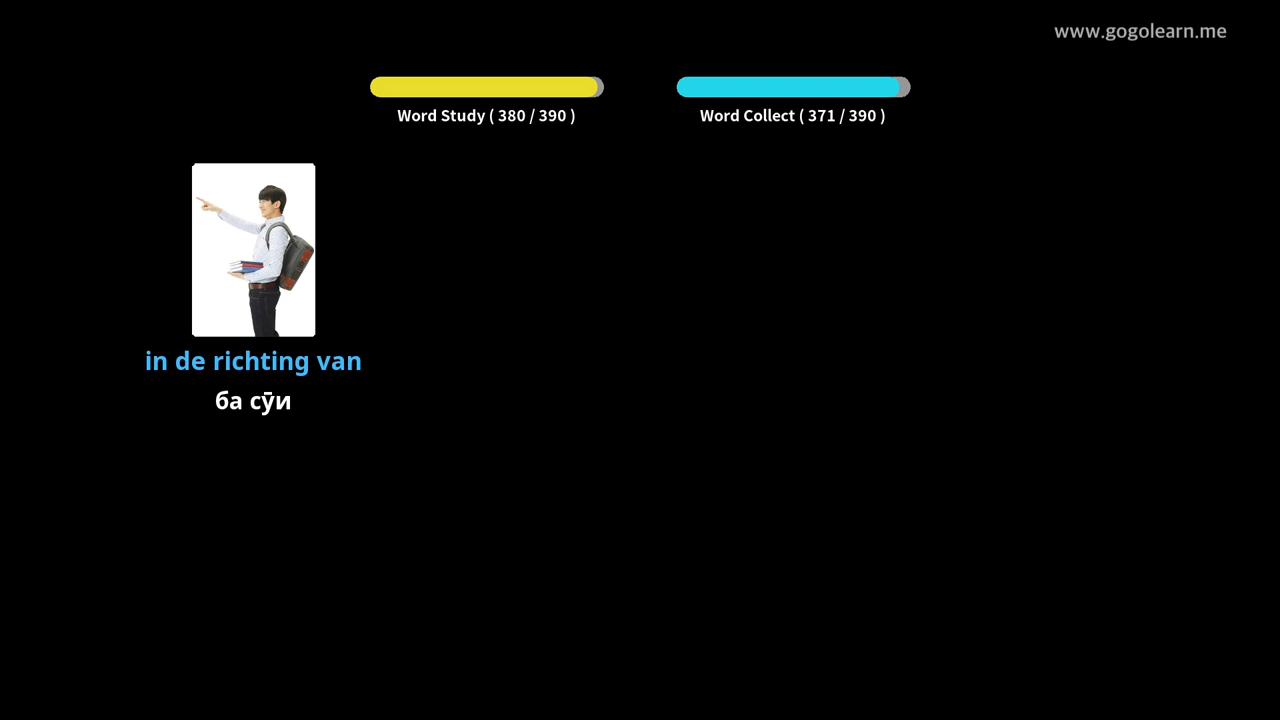 www.gogolearn.me
Word Study ( 380 / 390 )
Word Collect ( 371 / 390 )
in de richting van
ба сӯи